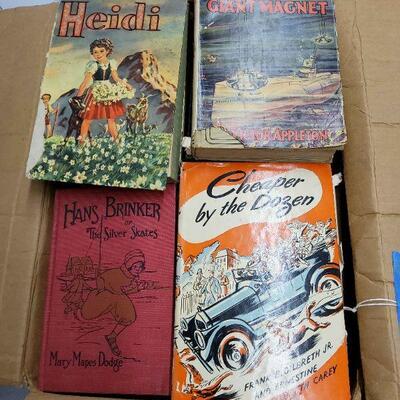 Heidi
GIANT MAGNET
APPLETON
HANS BRINKER
or
The Silver Skates
Mary Mapes Dodge
Cheaper
by the Dozen
FRANK B. GILBRETH JR.
AND ERNESTINE
CAREY